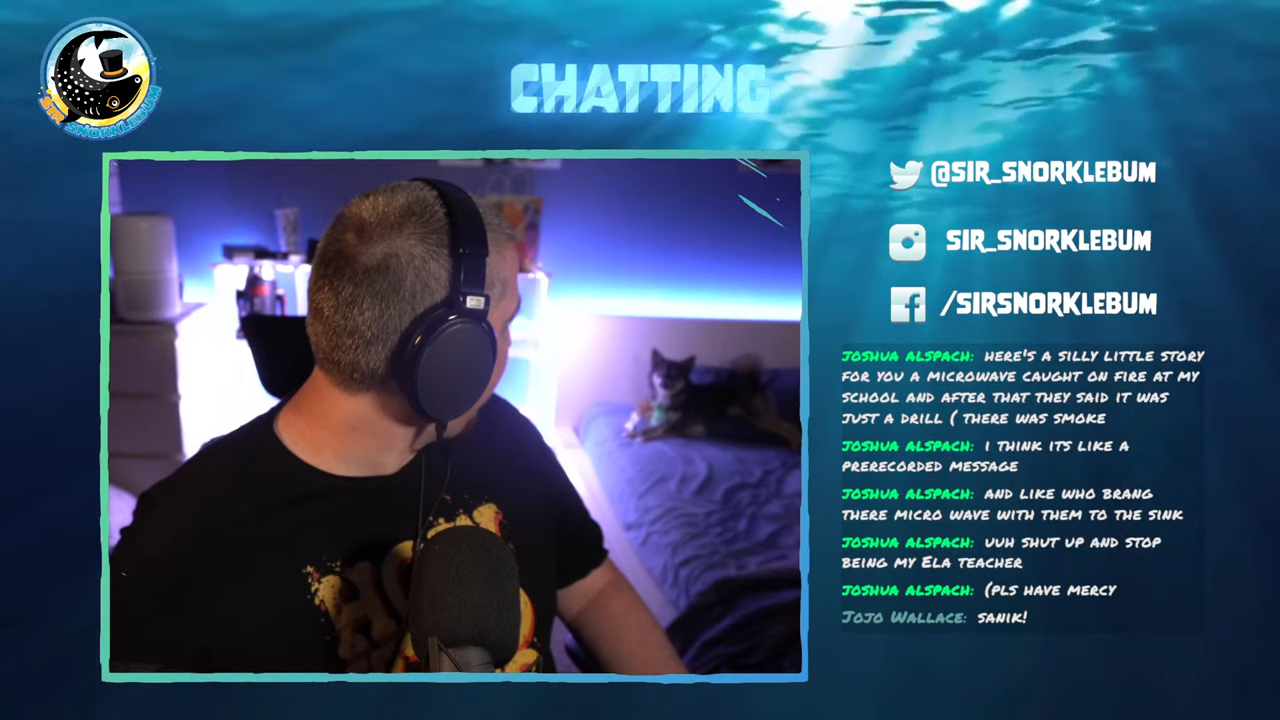 SIR SNORKLEBUM
CHATTING
@SIR_SNORKLEBUM
SIR_SNORKLEBUM
/SIRSNORKLEBUM
JOSHUA ALSPACH: HERE'S A SILLY LITTLE STORY
FOR YOU A MICROWAVE CAUGHT ON FIRE AT MY
SCHOOL AND AFTER THAT THEY SAID IT WAS
JUST A DRILL ( THERE WAS SMOKE
JOSHUA ALSPACH: I THINK ITS LIKE A
PRERECORDED MESSAGE
JOSHUA ALSPACH: AND LIKE WHO BRANG
THERE MICRO WAVE WITH THEM TO THE SINK
JOSHUA ALSPACH: UUH SHUT UP AND STOP
BEING MY ELA TEACHER
JOSHUA ALSPACH: (PLS HAVE MERCY
JOJO WALLACE: SANIK!